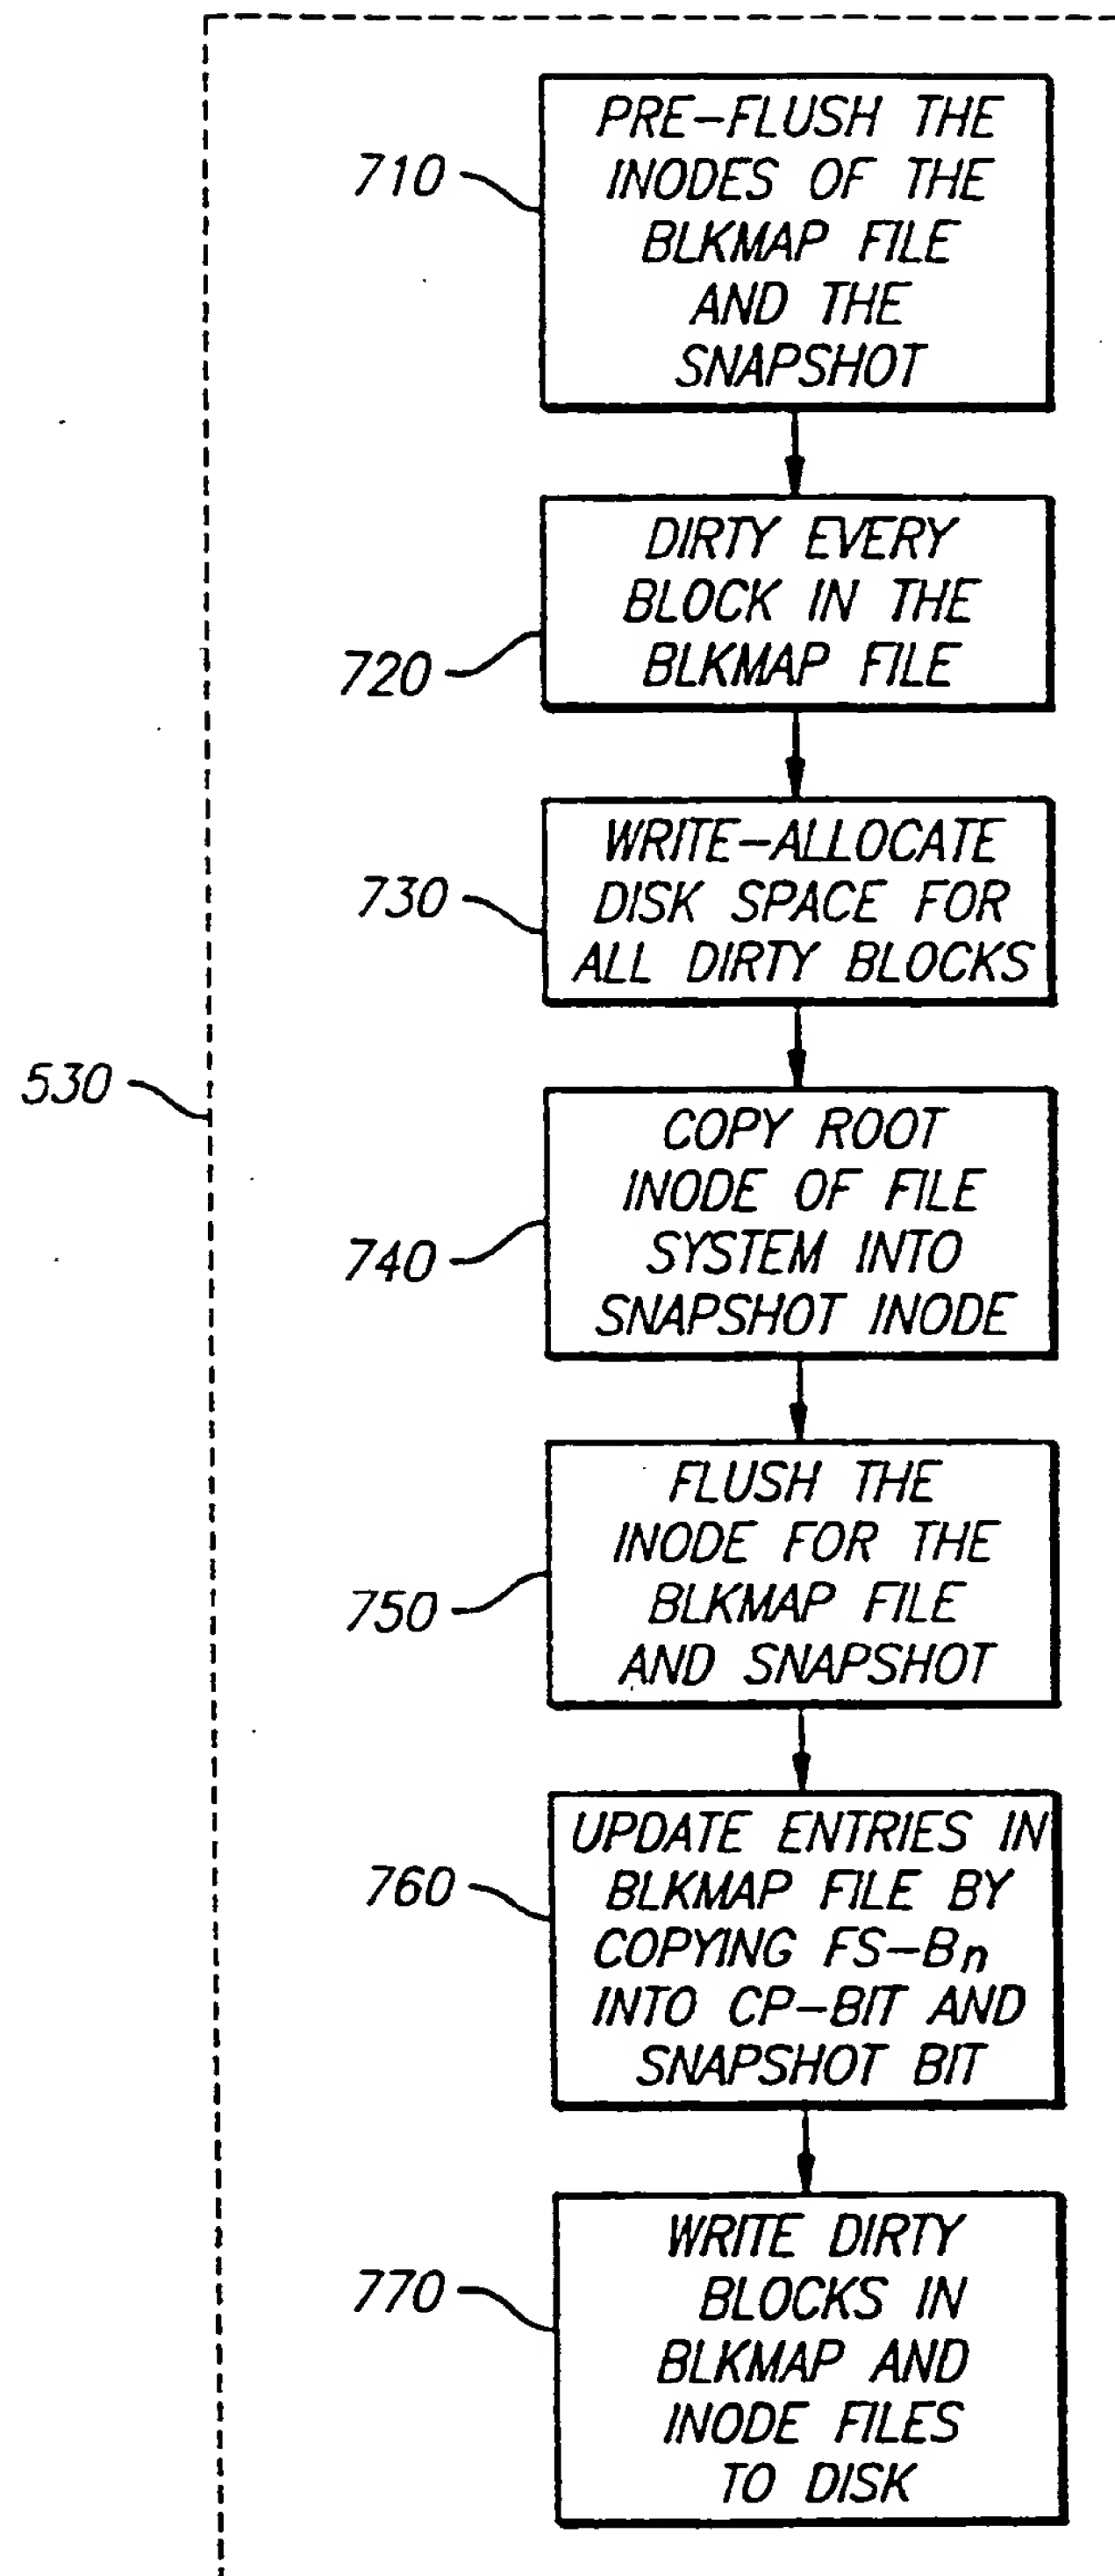 710
PRE-FLUSH THE
INODES OF THE
BLKMAP FILE
AND THE
SNAPSHOT
720
DIRTY EVERY
BLOCK IN THE
BLKMAP FILE
730
WRITE-ALLOCATE
DISK SPACE FOR
ALL DIRTY BLOCKS
530
740
COPY ROOT
INODE OF FILE
SYSTEM INTO
SNAPSHOT INODE
750
FLUSH THE
INODE FOR THE
BLKMAP FILE
AND SNAPSHOT
760
UPDATE ENTRIES IN
BLKMAP FILE BY
COPYING FS-Bn
INTO CP-BIT AND
SNAPSHOT BIT
770
WRITE DIRTY
BLOCKS IN
BLKMAP AND
INODE FILES
TO DISK